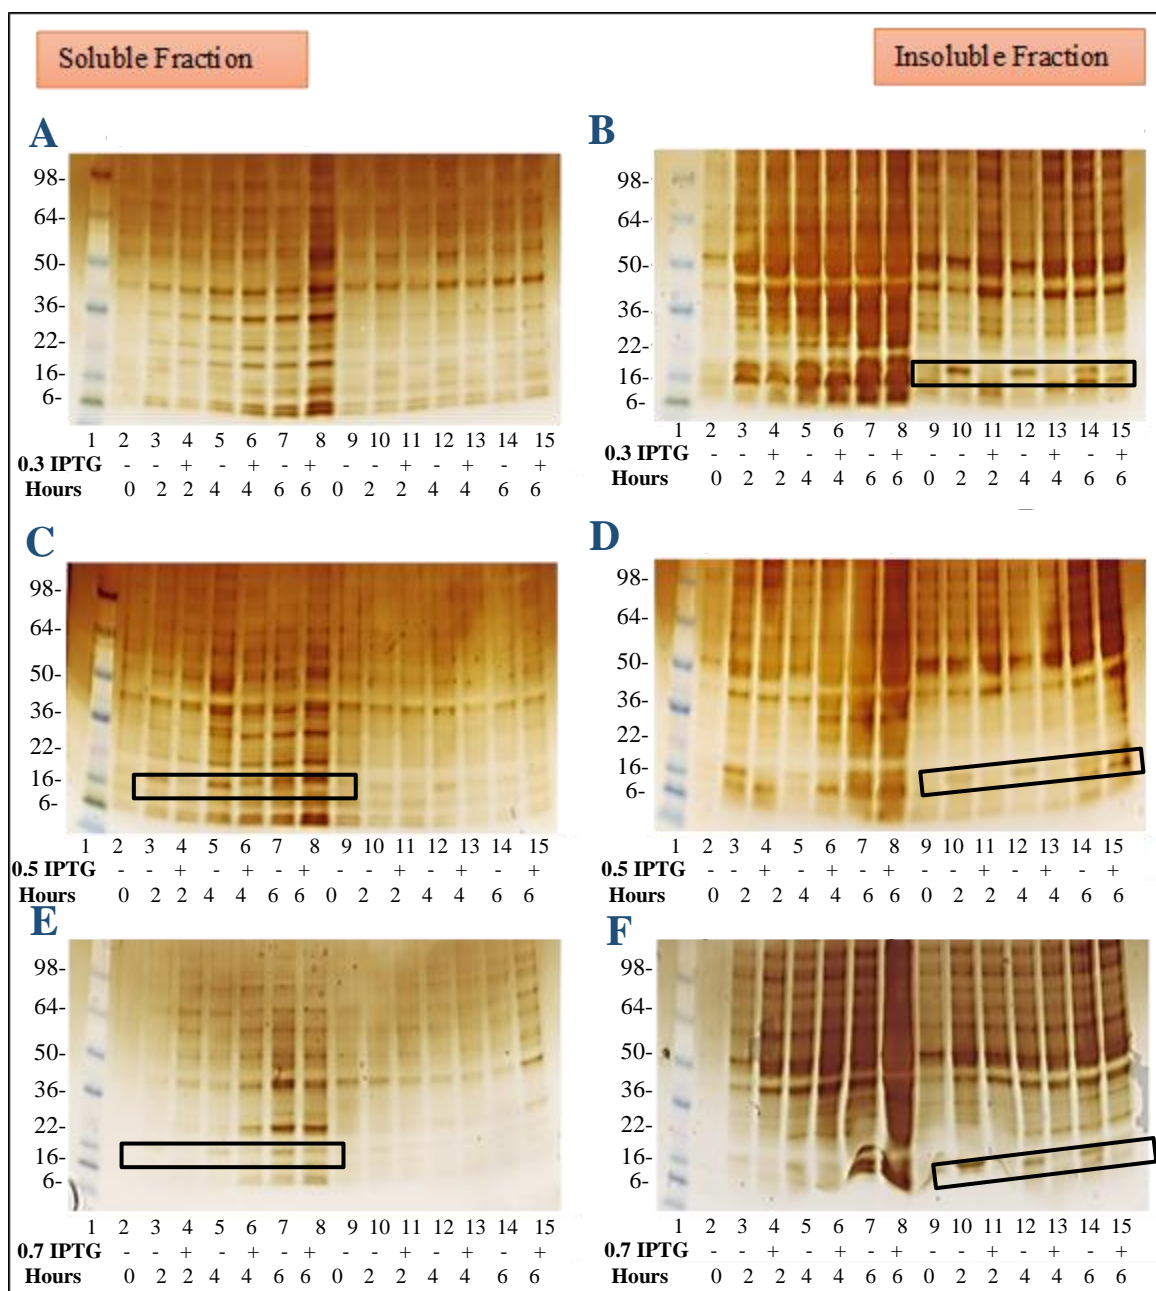 Soluble Fraction
Insoluble Fraction
A
98-
64-
50-
36-
22-
16-
6-
1 2 3 4 5 6 7 8 9 10 11 12 13 14 15
0.3 IPTG - - + - + - + - - + - + - +
Hours 0 2 2 4 4 6 6 0 2 2 4 4 6 6
B
98-
64-
50-
36-
22-
16-
6-
1 2 3 4 5 6 7 8 9 10 11 12 13 14 15
0.3 IPTG - - + - + - + - - + - + - +
Hours 0 2 2 4 4 6 6 0 2 2 4 4 6 6
C
98-
64-
50-
36-
22-
16-
6-
1 2 3 4 5 6 7 8 9 10 11 12 13 14 15
0.5 IPTG - - + - + - + - - + - + - +
Hours 0 2 2 4 4 6 6 0 2 2 4 4 6 6
D
98-
64-
50-
36-
22-
16-
6-
1 2 3 4 5 6 7 8 9 10 11 12 13 14 15
0.5 IPTG - - + - + - + - - + - + - +
Hours 0 2 2 4 4 6 6 0 2 2 4 4 6 6
E
98-
64-
50-
36-
22-
16-
6-
1 2 3 4 5 6 7 8 9 10 11 12 13 14 15
0.7 IPTG - - + - + - + - - + - + - +
Hours 0 2 2 4 4 6 6 0 2 2 4 4 6 6
F
98-
64-
50-
36-
22-
16-
6-
1 2 3 4 5 6 7 8 9 10 11 12 13 14 15
0.7 IPTG - - + - + - + - - + - + - +
Hours 0 2 2 4 4 6 6 0 2 2 4 4 6 6